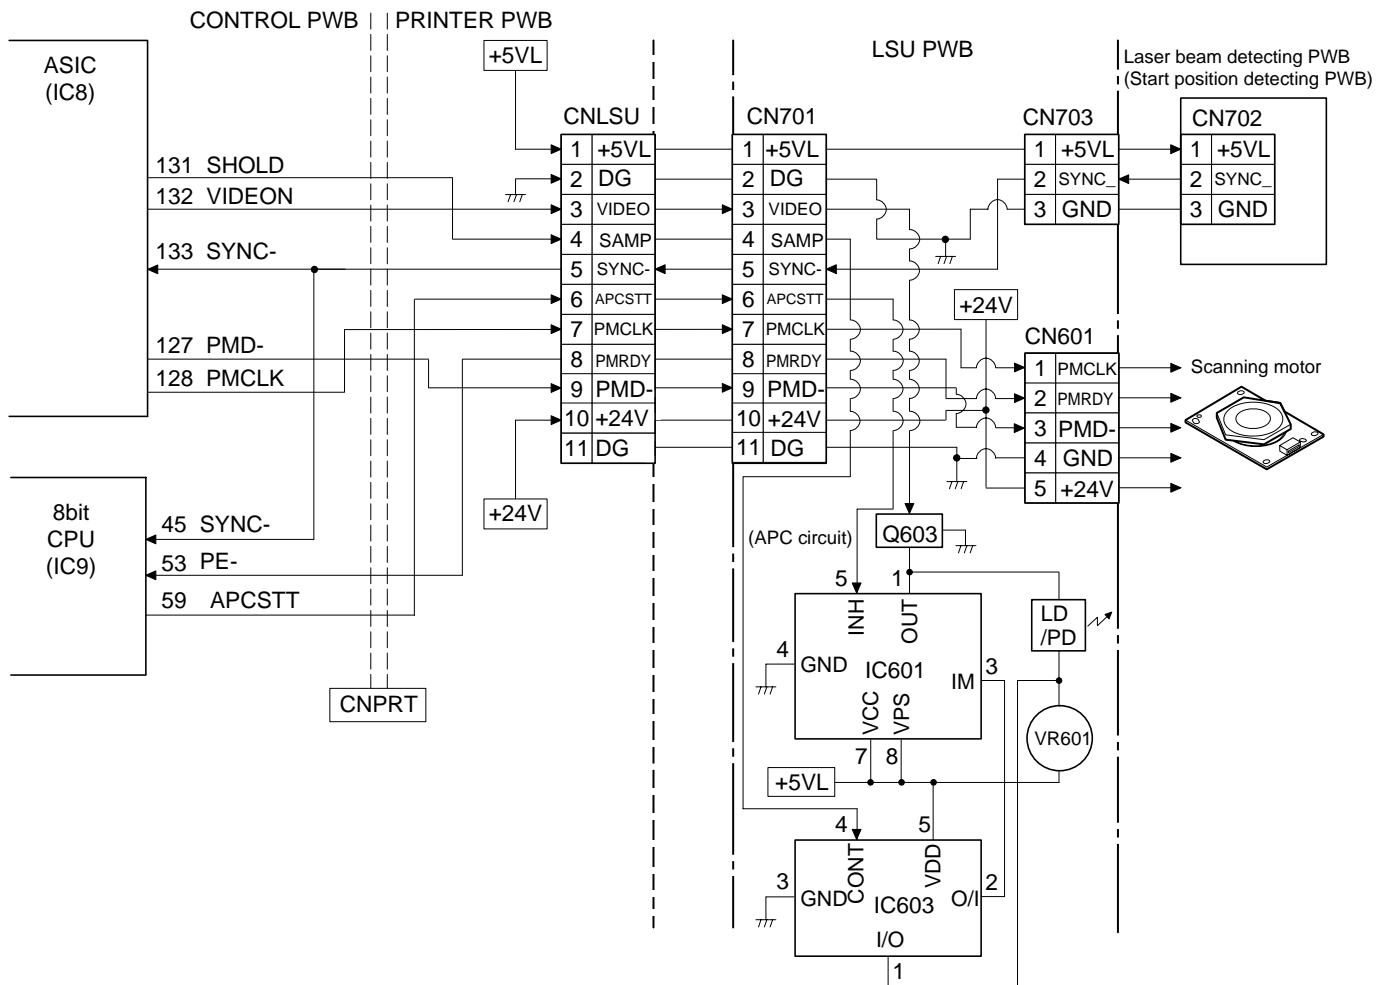 CONTROL PWB
PRINTER PWB
LSU PWB
ASIC
(IC8)
+5VL
Laser beam detecting PWB
(Start position detecting PWB)
CNLSU
CN701
CN703
CN702
1 +5VL
2 DG
3 VIDEO
4 SAMP
5 SYNC-
6 APCSTT
7 PMCLK
8 PMRDY
9 PMD-
10 +24V
11 DG
1 +5VL
2 DG
3 VIDEO
4 SAMP
5 SYNC-
6 APCSTT
7 PMCLK
8 PMRDY
9 PMD-
10 +24V
11 DG
1 +5VL
2 SYNC_
3 GND
1 +5VL
2 SYNC_
3 GND
131 SHOLD
132 VIDEON
133 SYNC-
127 PMD-
128 PMCLK
+24V
CN601
1 PMCLK
2 PMRDY
3 PMD-
4 GND
5 +24V
Scanning motor
8bit
CPU
(IC9)
45 SYNC-
53 PE-
59 APCSTT
+24V
CNPRT
(APC circuit)
Q603
5
1
INH
OUT
4
GND
IC601
IM
3
VCC
VPS
7
8
LD
/PD
VR601
+5VL
4
5
CONT
VDD
3
GND
IC603
O/I
2
I/O
1